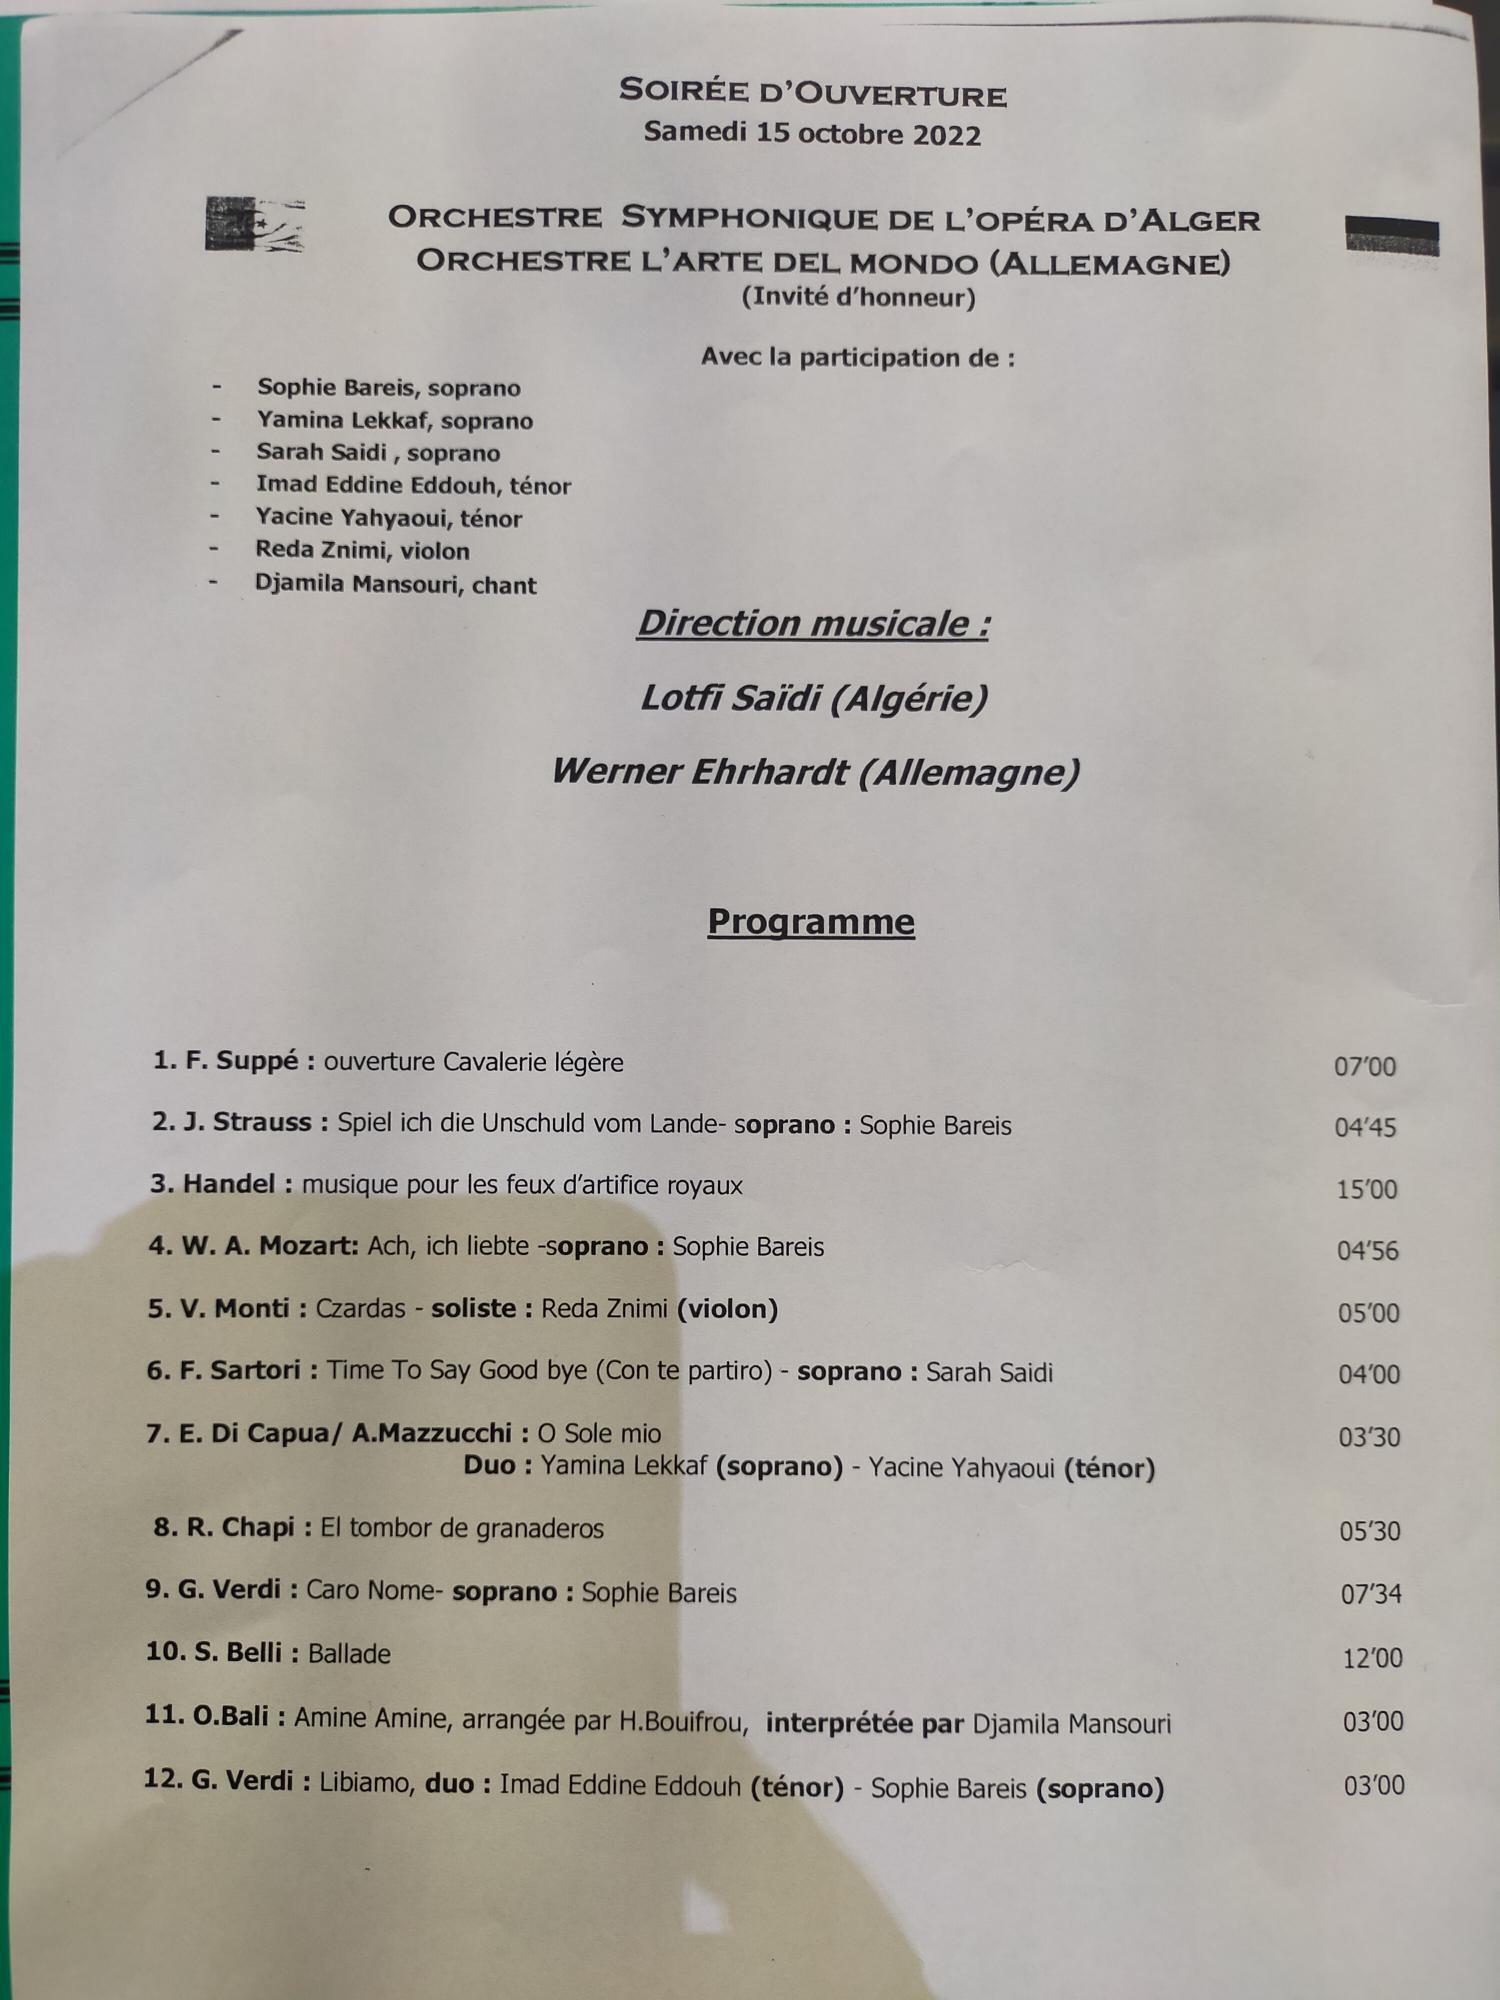 SOIRÉE D'OUVERTURE
Samedi 15 octobre 2022
ORCHESTRE SYMPHONIQUE DE L'OPÉRA D'ALGER
ORCHESTRE L'ARTE DEL MONDO (ALLEMAGNE)
(Invité d'honneur)
Avec la participation de :
- Sophie Bareis, soprano
- Yamina Lekkaf, soprano
- Sarah Saidi , soprano
- Imad Eddine Eddouh, ténor
- Yacine Yahyaoui, ténor
- Reda Znimi, violon
- Djamila Mansouri, chant
Direction musicale :
Lotfi Saïdi (Algérie)
Werner Ehrhardt (Allemagne)
Programme
1. F. Suppé : ouverture Cavalerie légère 07'00
2. J. Strauss : Spiel ich die Unschuld vom Lande- soprano : Sophie Bareis 04'45
3. Handel : musique pour les feux d'artifice royaux 15'00
4. W. A. Mozart: Ach, ich liebte -soprano : Sophie Bareis 04'56
5. V. Monti : Czardas - soliste : Reda Znimi (violon) 05'00
6. F. Sartori : Time To Say Good bye (Con te partiro) - soprano : Sarah Saidi 04'00
7. E. Di Capua/ A.Mazzucchi : O Sole mio 03'30
Duo : Yamina Lekkaf (soprano) - Yacine Yahyaoui (ténor)
8. R. Chapi : El tombor de granaderos 05'30
9. G. Verdi : Caro Nome- soprano : Sophie Bareis 07'34
10. S. Belli : Ballade 12'00
11. O.Bali : Amine Amine, arrangée par H.Bouifrou, interprétée par Djamila Mansouri 03'00
12. G. Verdi : Libiamo, duo : Imad Eddine Eddouh (ténor) - Sophie Bareis (soprano) 03'00